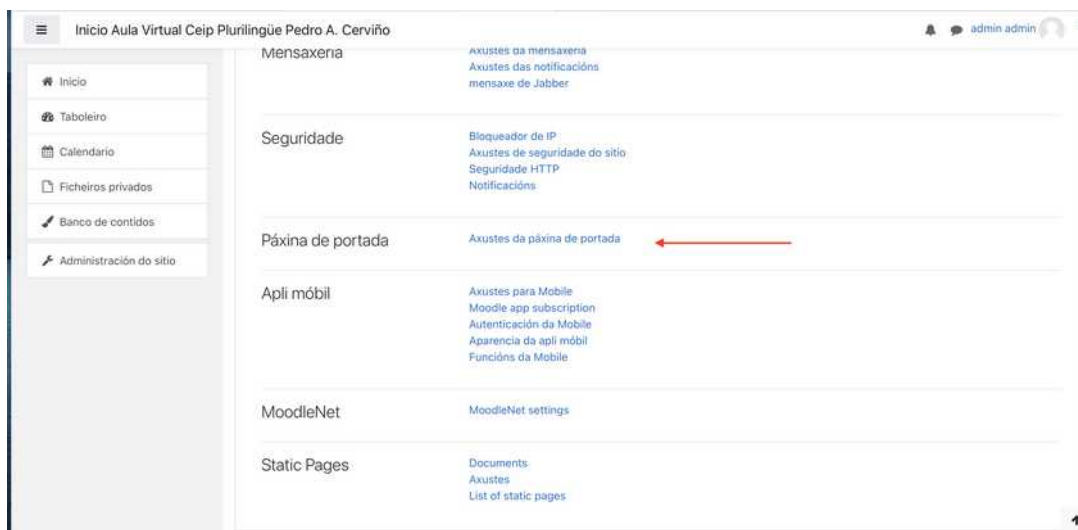 Inicio Aula Virtual Ceip Plurilingüe Pedro A. Cerviño
admin admin
Inicio
Taboleiro
Calendario
Ficheiros privados
Banco de contidos
Administración do sitio
Mensaxería
Axustes da mensaxería
Axustes das notificacións
mensaxe de Jabber
Seguridade
Bloqueador de IP
Axustes de seguridade do sitio
Seguridade HTTP
Notificacións
Páxina de portada
Axustes da páxina de portada
Apli móbil
Axustes para Mobile
Moodle app subscription
Autenticación da Mobile
Aparencia da apli móbil
Funcións da Mobile
MoodleNet
MoodleNet settings
Static Pages
Documents
Axustes
List of static pages